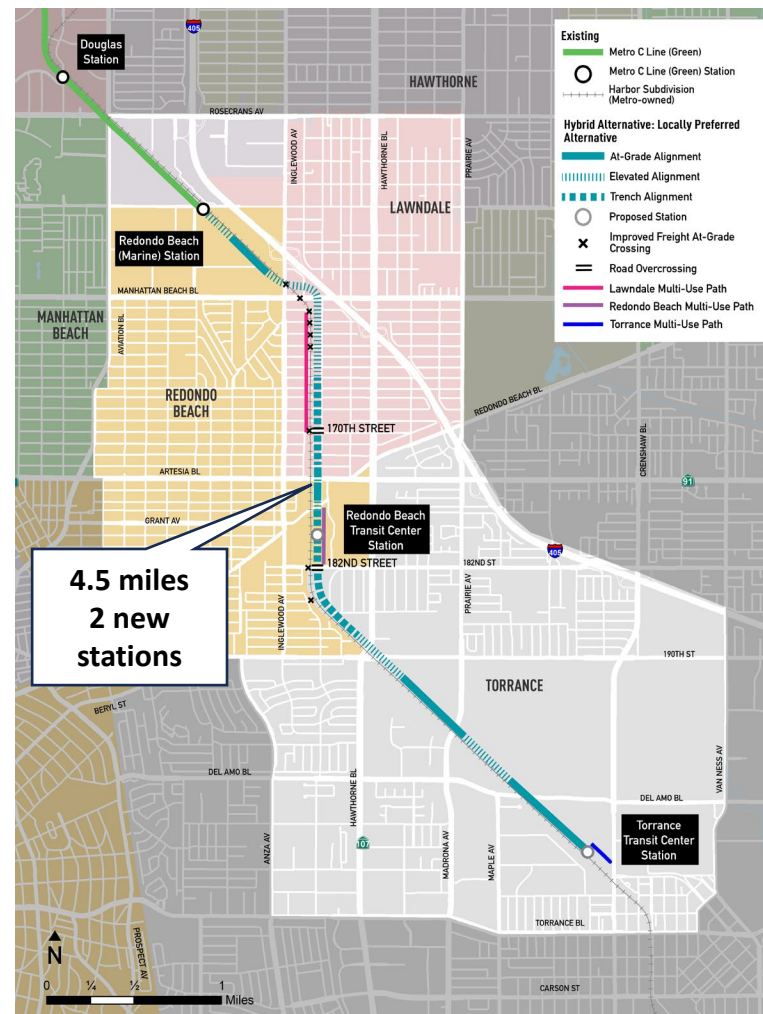 Douglas
Station
405
HAWTHORNE
ROSECRANS AV
INGLEWOOD AV
HAWTHORNE BL
PRAIRIE AV
LAWNDALE
Redondo Beach
(Marine) Station
MANHATTAN BEACH BL
MANHATTAN
BEACH
AVIATION BL
REDONDO
BEACH
REDONDO BEACH BL
170TH STREET
CRENSHAW BL
ARTESIA BL
91
GRANT AV
Redondo Beach
Transit Center
Station
405
182ND STREET
182ND ST
4.5 miles
2 new
stations
INGLEWOOD AV
PRAIRIE AV
190TH ST
TORRANCE
BERYL ST
DEL AMO BL
HAWTHORNE BL
VAN NESS AV
DEL AMO BL
ANZA AV
107
MADRONA AV
MAPLE AV
Torrance
Transit Center
Station
TORRANCE BL
PROSPECT AV
CARSON ST
N
0 ¼ ½ 1
Miles
Existing
Metro C Line (Green)
Metro C Line (Green) Station
Harbor Subdivision
(Metro-owned)
Hybrid Alternative: Locally Preferred
Alternative
At-Grade Alignment
Elevated Alignment
Trench Alignment
Proposed Station
Improved Freight At-Grade
Crossing
Road Overcrossing
Lawndale Multi-Use Path
Redondo Beach Multi-Use Path
Torrance Multi-Use Path